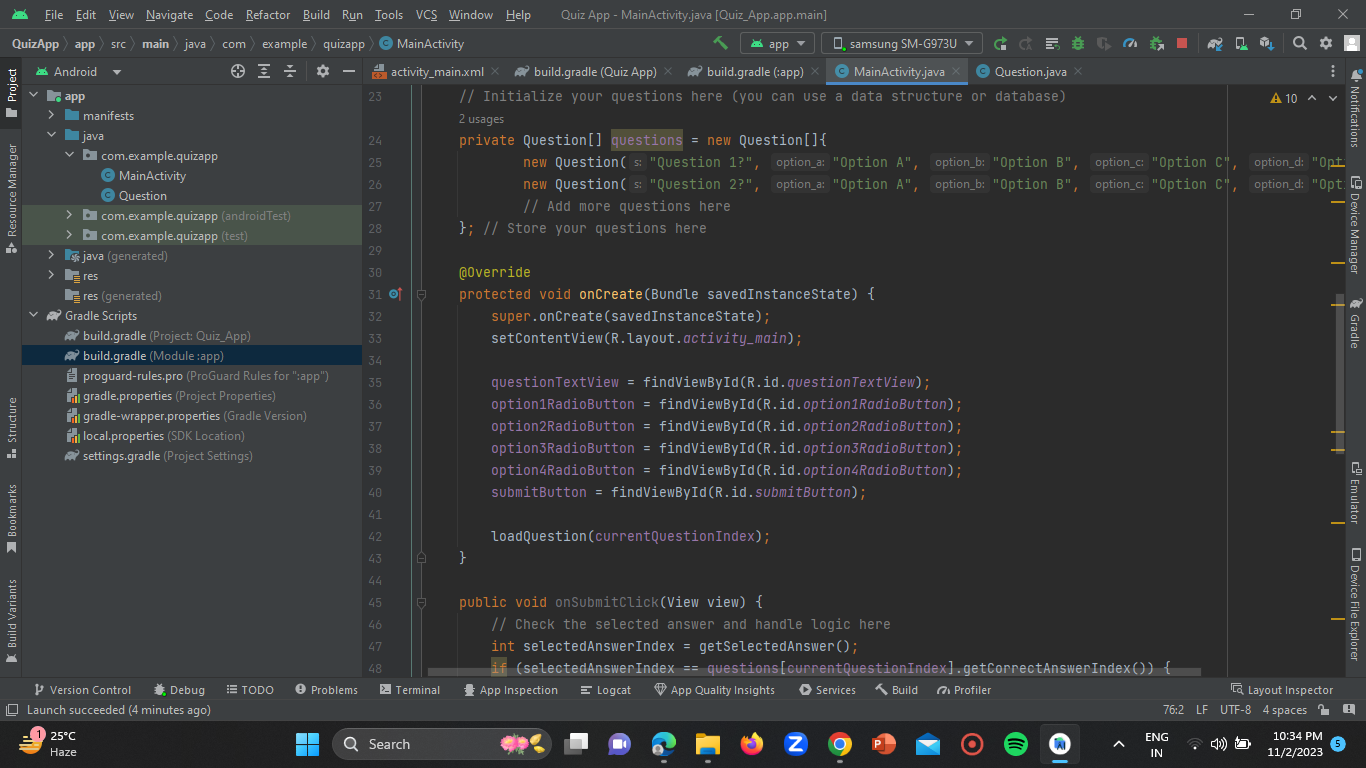 File Edit View Navigate Code Refactor Build Run Tools VCS Window Help Quiz App - MainActivity.java [Quiz_App.app.main]
QuizApp app src main java com example quizapp MainActivity app samsung SM-G973U
Project
Resource Manager
Structure
Bookmarks
Build Variants
Android
app
manifests
java
com.example.quizapp
MainActivity
Question
com.example.quizapp (androidTest)
com.example.quizapp (test)
java (generated)
res
res (generated)
Gradle Scripts
build.gradle (Project: Quiz_App)
build.gradle (Module :app)
proguard-rules.pro (ProGuard Rules for ":app")
gradle.properties (Project Properties)
gradle-wrapper.properties (Gradle Version)
local.properties (SDK Location)
settings.gradle (Project Settings)
activity_main.xml build.gradle (Quiz App) build.gradle (:app) MainActivity.java Question.java
10
23 // Initialize your questions here (you can use a data structure or database)
2 usages
24 private Question[] questions = new Question[]{
25 new Question( s: "Question 1?", option_a: "Option A", option_b: "Option B", option_c: "Option C", option_d: "Opt
26 new Question( s: "Question 2?", option_a: "Option A", option_b: "Option B", option_c: "Option C", option_d: "Opt
27 // Add more questions here
28 }; // Store your questions here
29
30 @Override
31 protected void onCreate(Bundle savedInstanceState) {
32 super.onCreate(savedInstanceState);
33 setContentView(R.layout.activity_main);
34
35 questionTextView = findViewById(R.id.questionTextView);
36 option1RadioButton = findViewById(R.id.option1RadioButton);
37 option2RadioButton = findViewById(R.id.option2RadioButton);
38 option3RadioButton = findViewById(R.id.option3RadioButton);
39 option4RadioButton = findViewById(R.id.option4RadioButton);
40 submitButton = findViewById(R.id.submitButton);
41
42 loadQuestion(currentQuestionIndex);
43 }
44
45 public void onSubmitClick(View view) {
46 // Check the selected answer and handle logic here
47 int selectedAnswerIndex = getSelectedAnswer();
48 if (selectedAnswerIndex == questions[currentQuestionIndex].getCorrectAnswerIndex()) {
Notifications
Device Manager
Gradle
Emulator
Device File Explorer
Version Control Debug TODO Problems Terminal App Inspection Logcat App Quality Insights Services Build Profiler Layout Inspector
Launch succeeded (4 minutes ago) 76:2 LF UTF-8 4 spaces
1 25°C
Haze
Search
ENG
IN
10:34 PM
11/2/2023
5